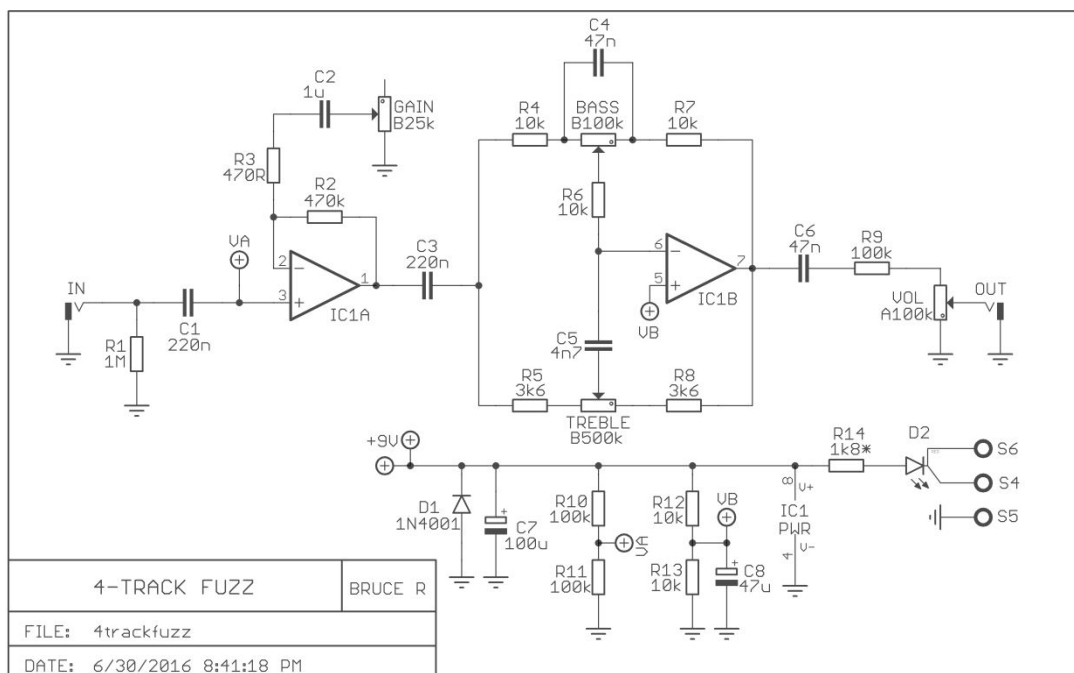 C4
47n
C2
1u
GAIN
B25k
R4
10k
BASS
B100k
R7
10k
R3
470R
R2
470k
R6
10k
VA
C3
220n
2
-
1
3
+
IC1A
6
-
7
5
+
IC1B
VB
C6
47n
R9
100k
IN
C1
220n
R1
1M
VOL
A100k
OUT
C5
4n7
R5
3k6
R8
3k6
TREBLE
B500k
+9V
R14
1k8*
D2
S6
S4
S5
D1
1N4001
C7
100u
+
R10
100k
VA
R11
100k
R12
10k
VB
R13
10k
+
C8
47u
8
V+
IC1
PWR
4
V-
4-TRACK FUZZ
BRUCE R
FILE: 4trackfuzz
DATE: 6/30/2016 8:41:18 PM